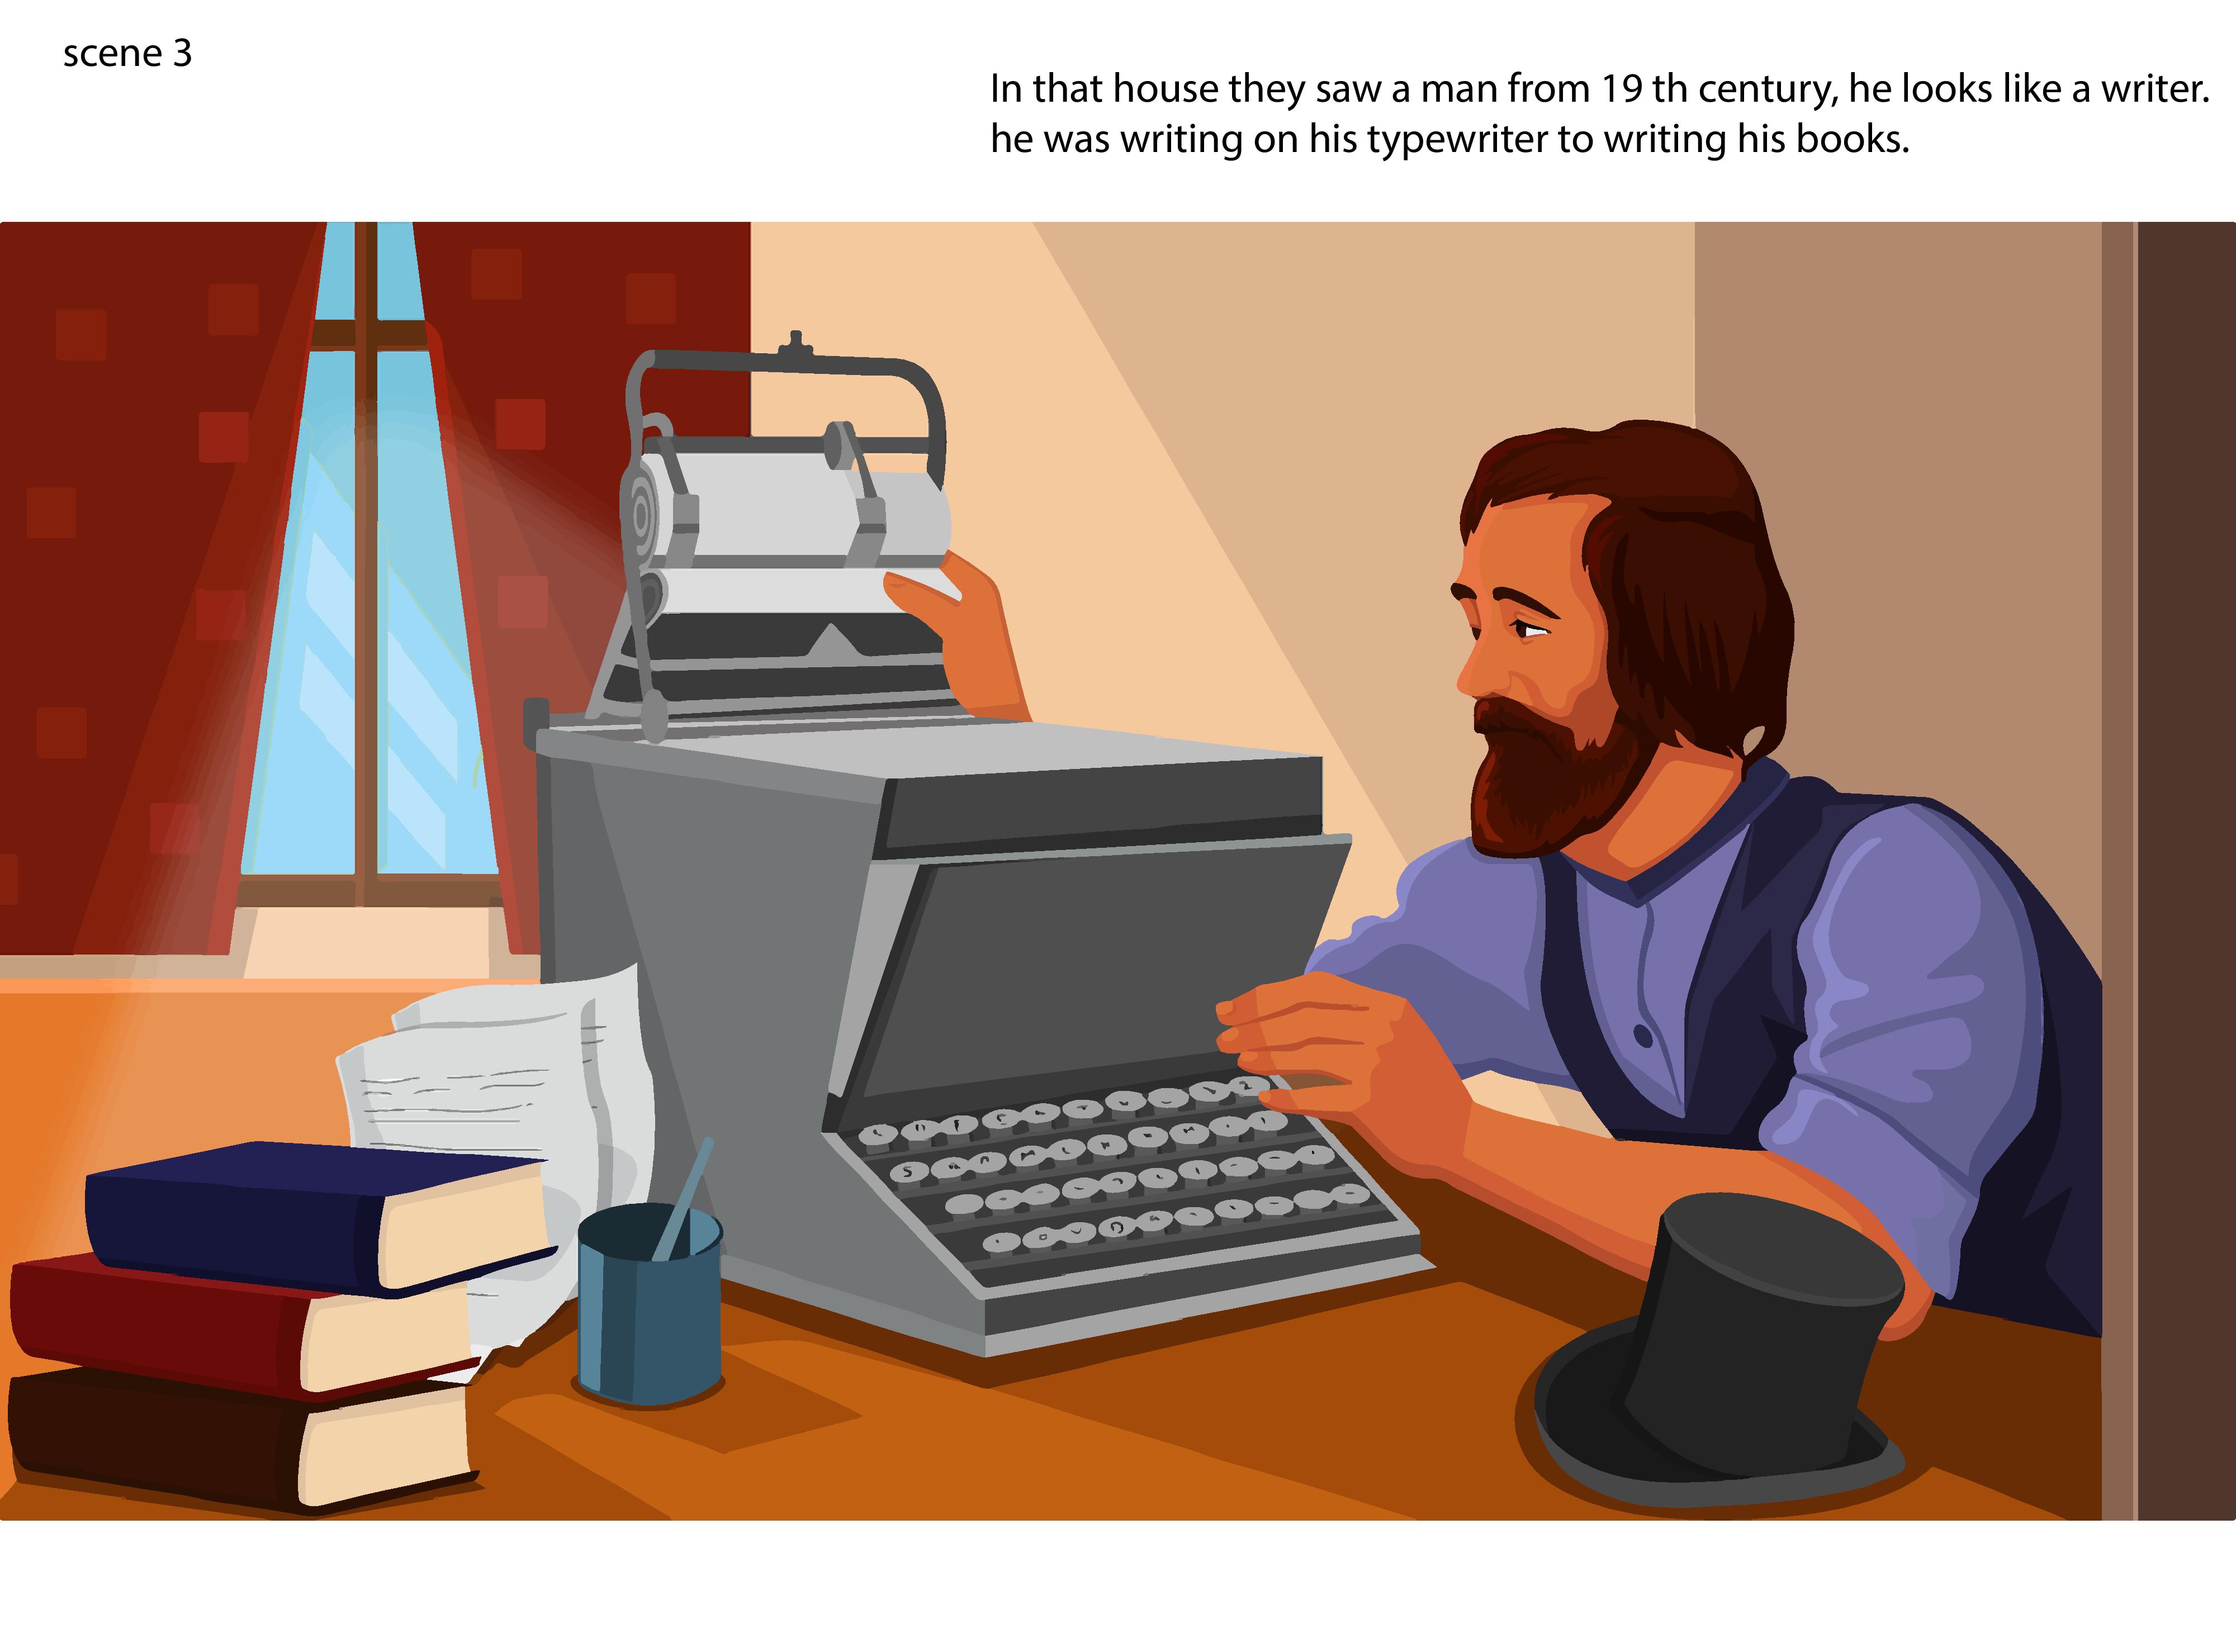 scene 3
In that house they saw a man from 19 th century, he looks like a writer.
he was writing on his typewriter to writing his books.